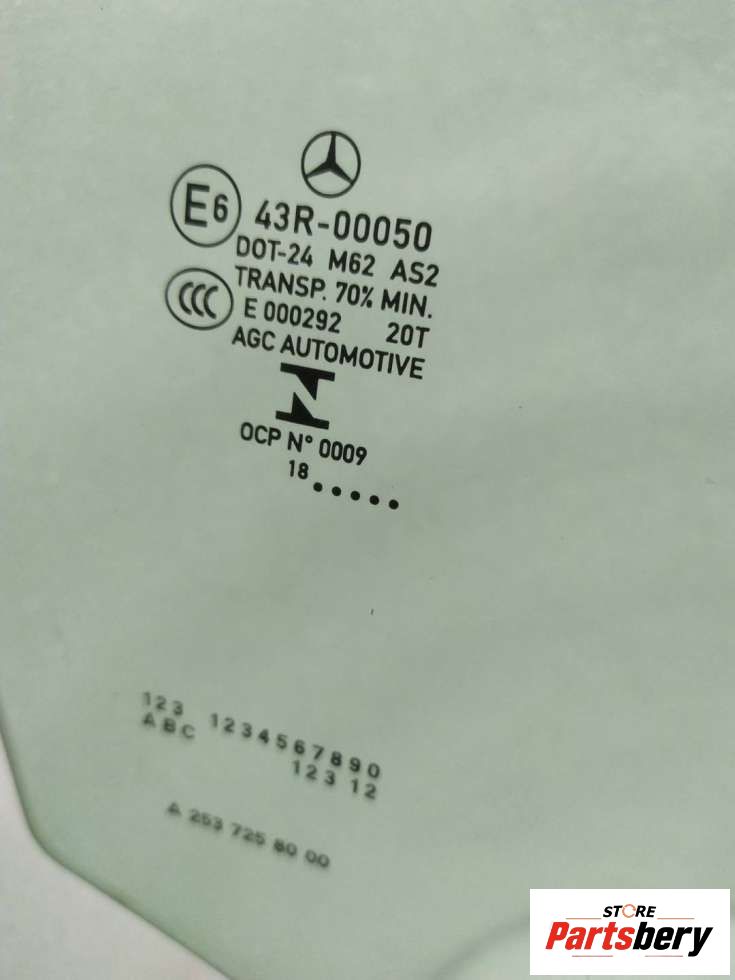 E6
43R-00050
DOT-24 M62 AS2
CCC
TRANSP. 70% MIN.
E 000292 20T
AGC AUTOMOTIVE
N
OCP N° 0009
18 .....
123 1234567890
ABC 123 12
A 253 725 80 00
STORE
Partsbery